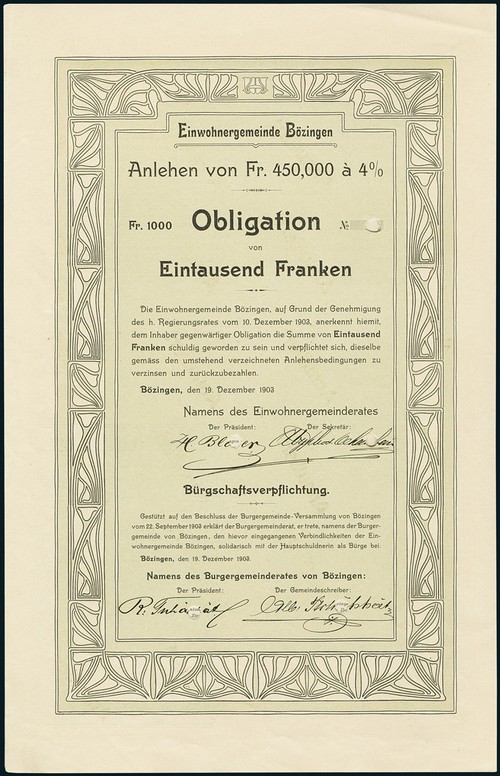 Einwohnergemeinde Bözingen
Anlehen von Fr. 450,000 à 4%
Fr. 1000 Obligation №
von
Eintausend Franken
Die Einwohnergemeinde Bözingen, auf Grund der Genehmigung
des h. Regierungsrates vom 10. Dezember 1903, anerkennt hiemit,
dem Inhaber gegenwärtiger Obligation die Summe von Eintausend
Franken schuldig geworden zu sein und verpflichtet sich, dieselbe
gemäss den umstehend verzeichneten Anlehensbedingungen zu
verzinsen und zurückzubezahlen.
Bözingen, den 19. Dezember 1903
Namens des Einwohnergemeinderates
Der Präsident: Der Sekretär:
Bürgschaftsverpflichtung.
Gestützt auf den Beschluss der Burgergemeinde-Versammlung von Bözingen
vom 22. September 1903 erklärt der Burgergemeinderat, er trete, namens der Burger-
gemeinde von Bözingen, den hievor eingegangenen Verbindlichkeiten der Ein-
wohnergemeinde Bözingen, solidarisch mit der Hauptschuldnerin als Bürge bei.
Bözingen, den 19. Dezember 1903.
Namens des Burgergemeinderates von Bözingen:
Der Präsident: Der Gemeindeschreiber: